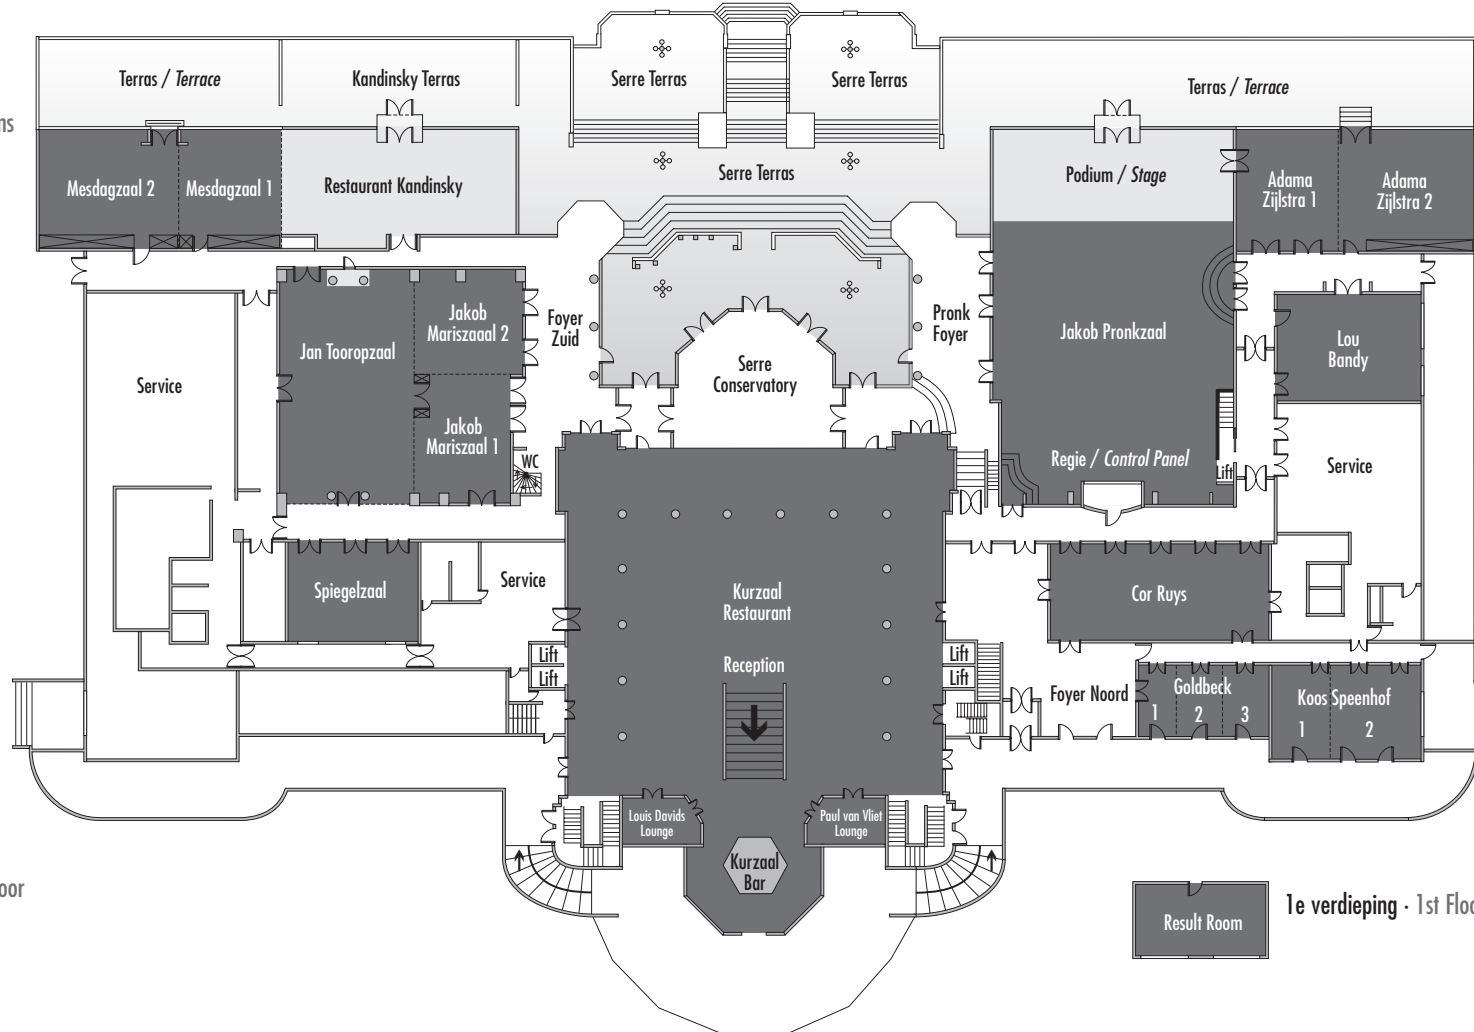 Terras / Terrace
Kandinsky Terras
Serre Terras
Serre Terras
Terras / Terrace
ns
Mesdagzaal 2
Mesdagzaal 1
Restaurant Kandinsky
Serre Terras
Podium / Stage
Adama
Zijlstra 1
Adama
Zijlstra 2
Jan Tooropzaal
Jakob
Mariszaaal 2
Foyer
Zuid
Pronk
Foyer
Jakob Pronkzaal
Lou
Bandy
Service
Serre
Conservatory
Jakob
Mariszaal 1
WC
Regie / Control Panel
Lift
Service
Spiegelzaal
Service
Kurzaal
Restaurant
Cor Ruys
Lift
Lift
Reception
Lift
Lift
Foyer Noord
Goldbeck
1
2
3
Koos Speenhof
1
2
Louis Davids
Lounge
Paul van Vliet
Lounge
Kurzaal
Bar
oor
Result Room
1e verdieping · 1st Floo